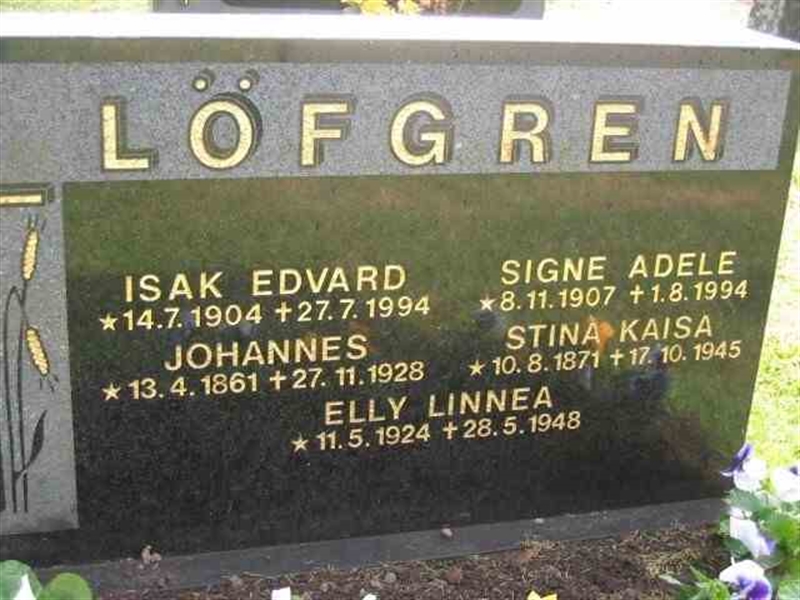 LÖFGREN
ISAK EDVARD
★14.7.1904 ✝27.7.1994
SIGNE ADELE
★8.11.1907 ✝1.8.1994
JOHANNES
★13.4.1861 ✝27.11.1928
STINA KAISA
★10.8.1871 ✝17.10.1945
ELLY LINNEA
★11.5.1924 ✝28.5.1948